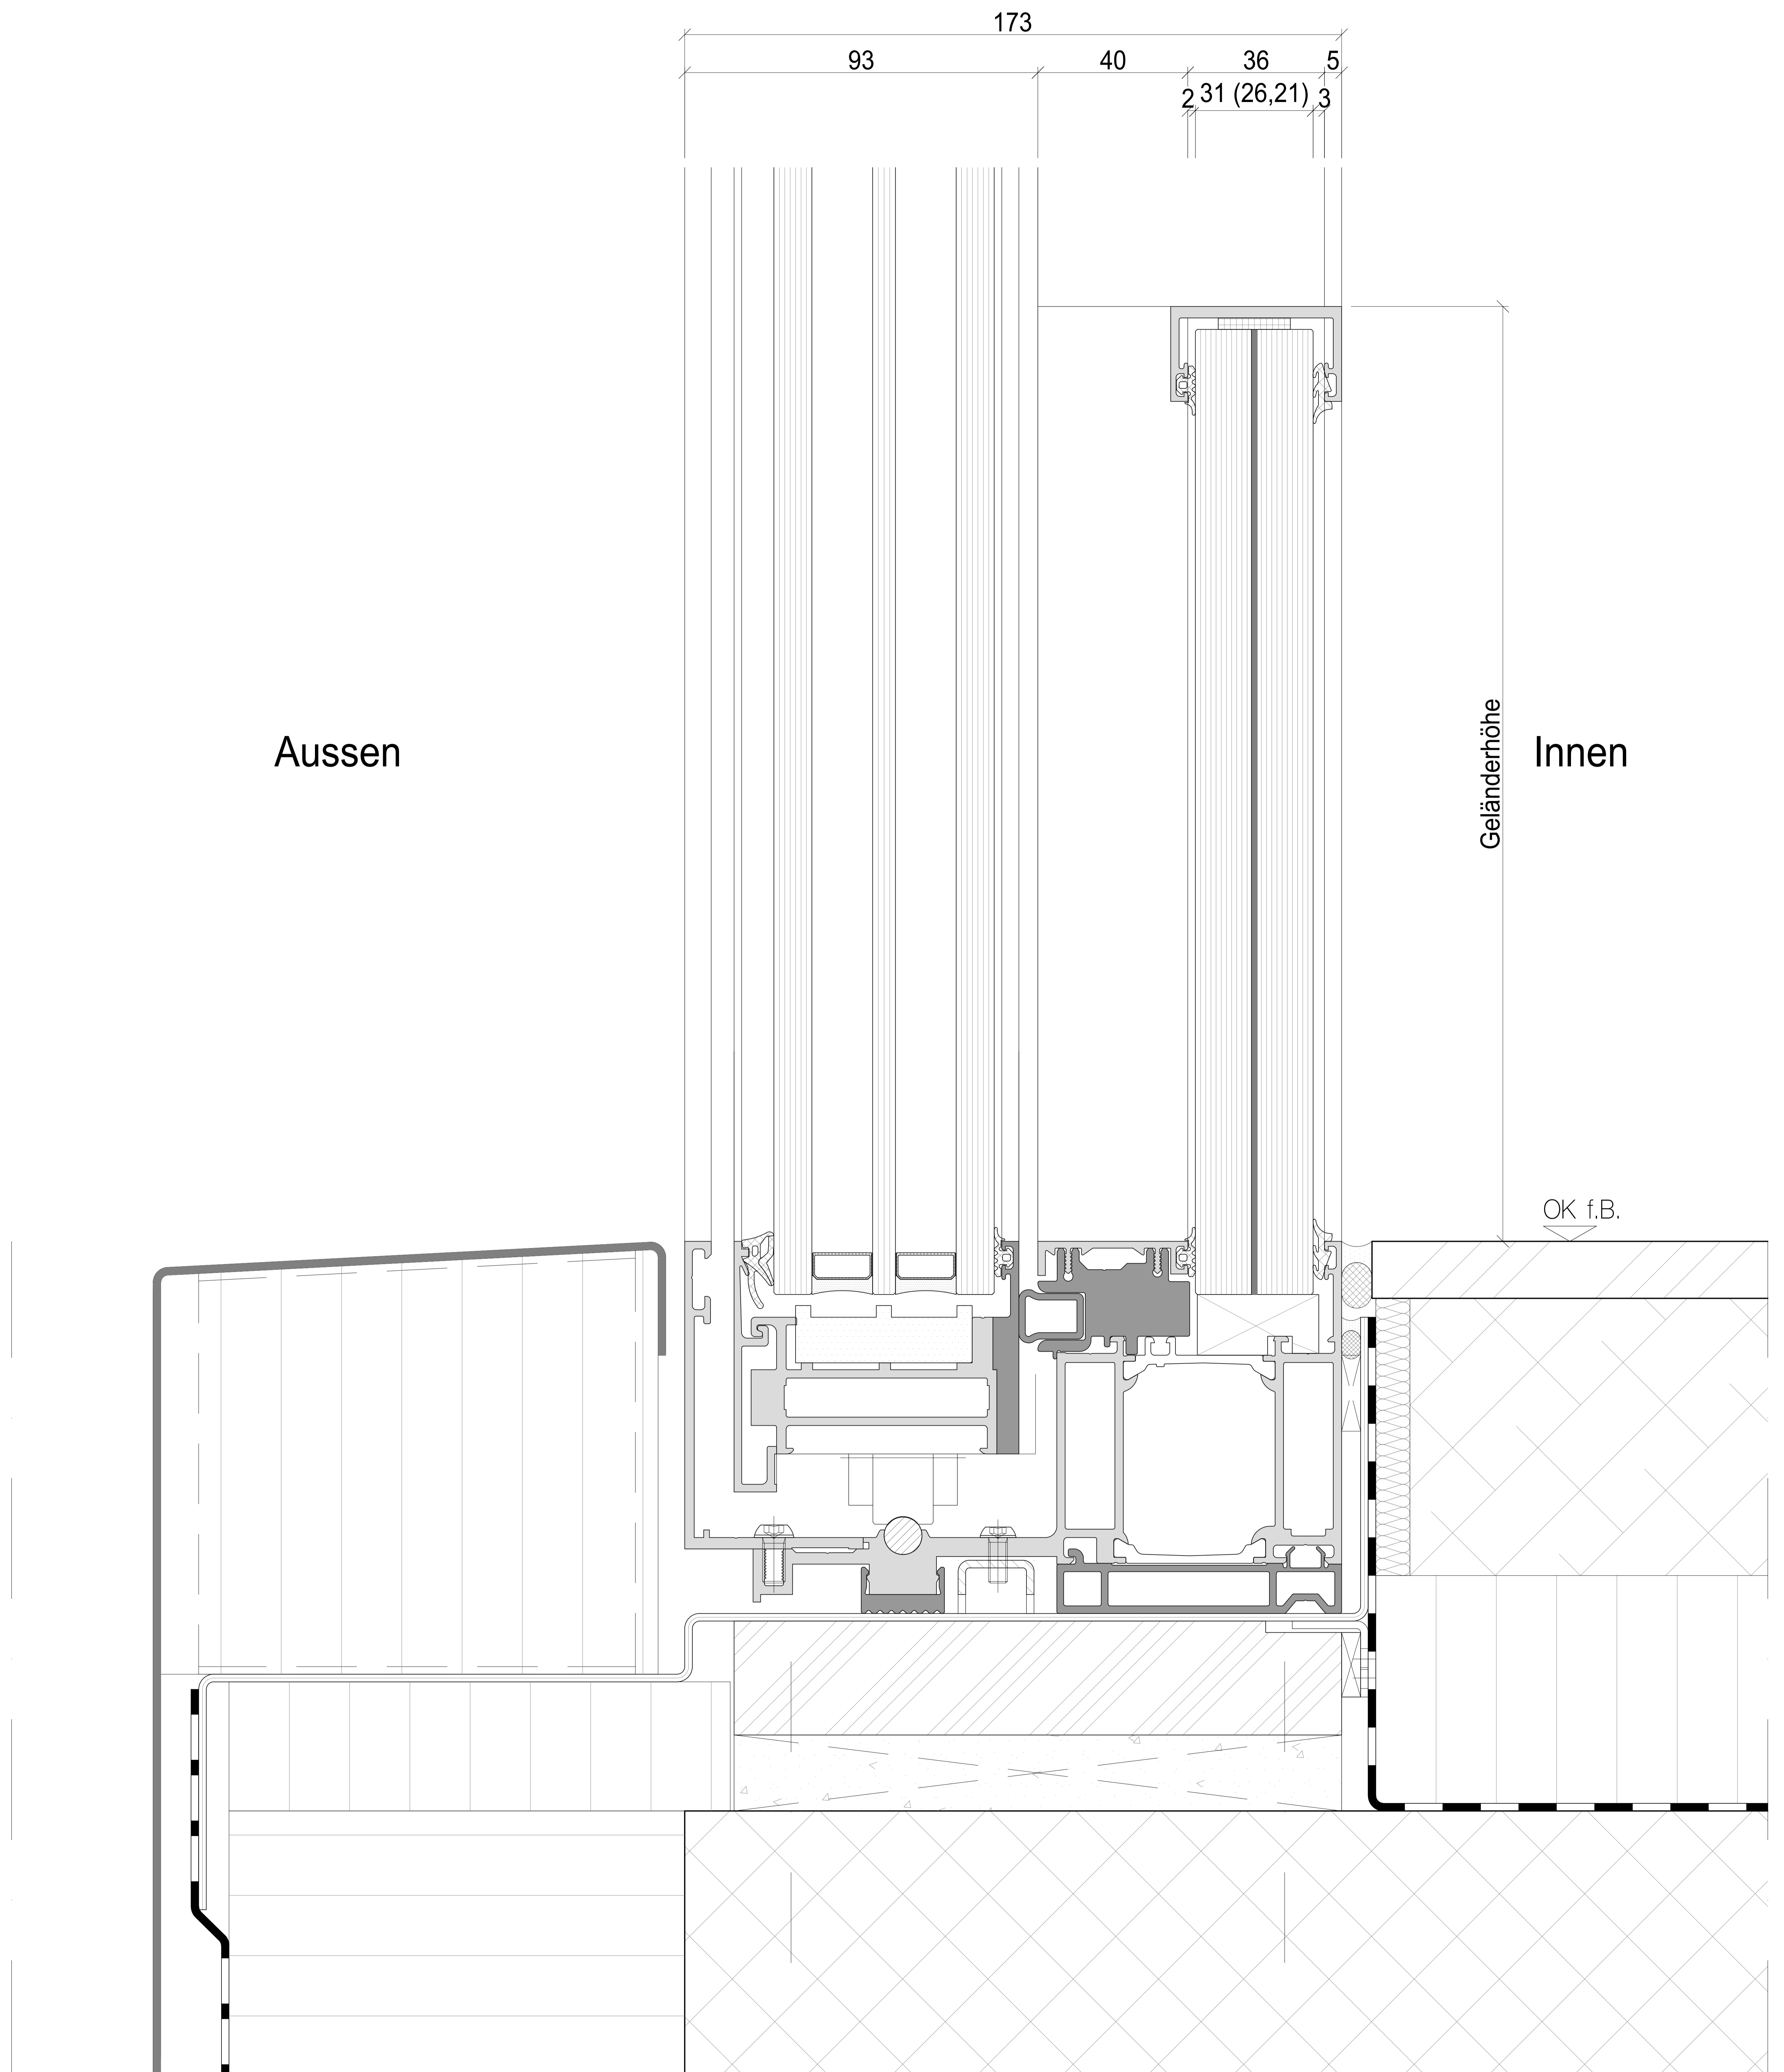 173
93 40 36 5
2 31 (26,21) 3
Geländerhöhe
Aussen
Innen
OK f.B.